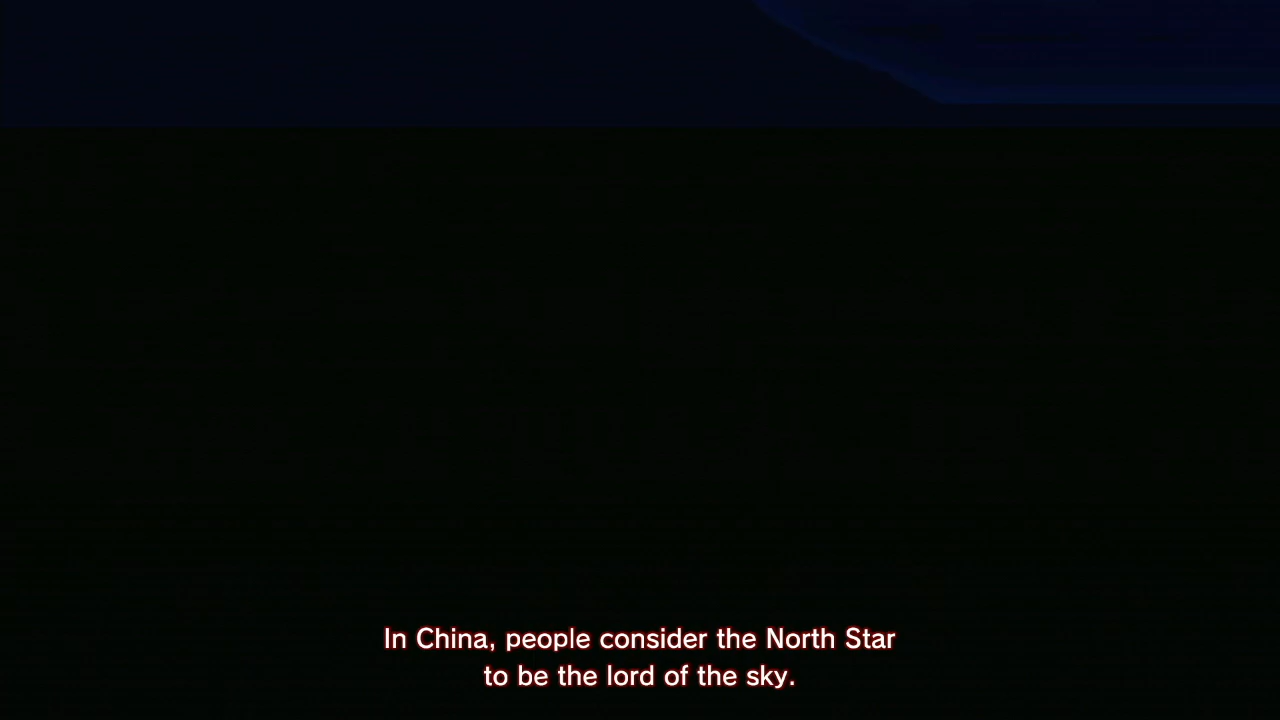 In China, people consider the North Star
to be the lord of the sky.